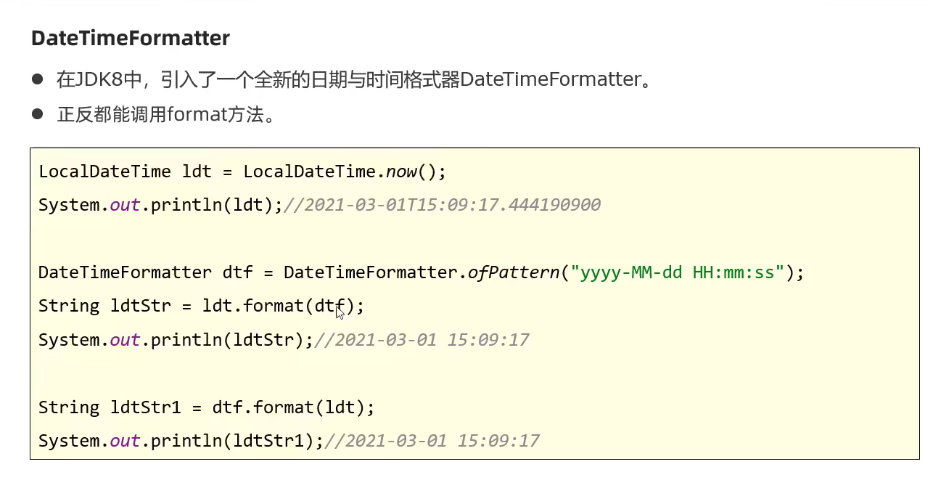 DateTimeFormatter
● 在JDK8中，引入了一个全新的日期与时间格式器DateTimeFormatter。
● 正反都能调用format方法。
LocalDateTime ldt = LocalDateTime.now();
System.out.println(ldt);//2021-03-01T15:09:17.444190900
DateTimeFormatter dtf = DateTimeFormatter.ofPattern("yyyy-MM-dd HH:mm:ss");
String ldtStr = ldt.format(dtf);
System.out.println(ldtStr);//2021-03-01 15:09:17
String ldtStr1 = dtf.format(ldt);
System.out.println(ldtStr1);//2021-03-01 15:09:17